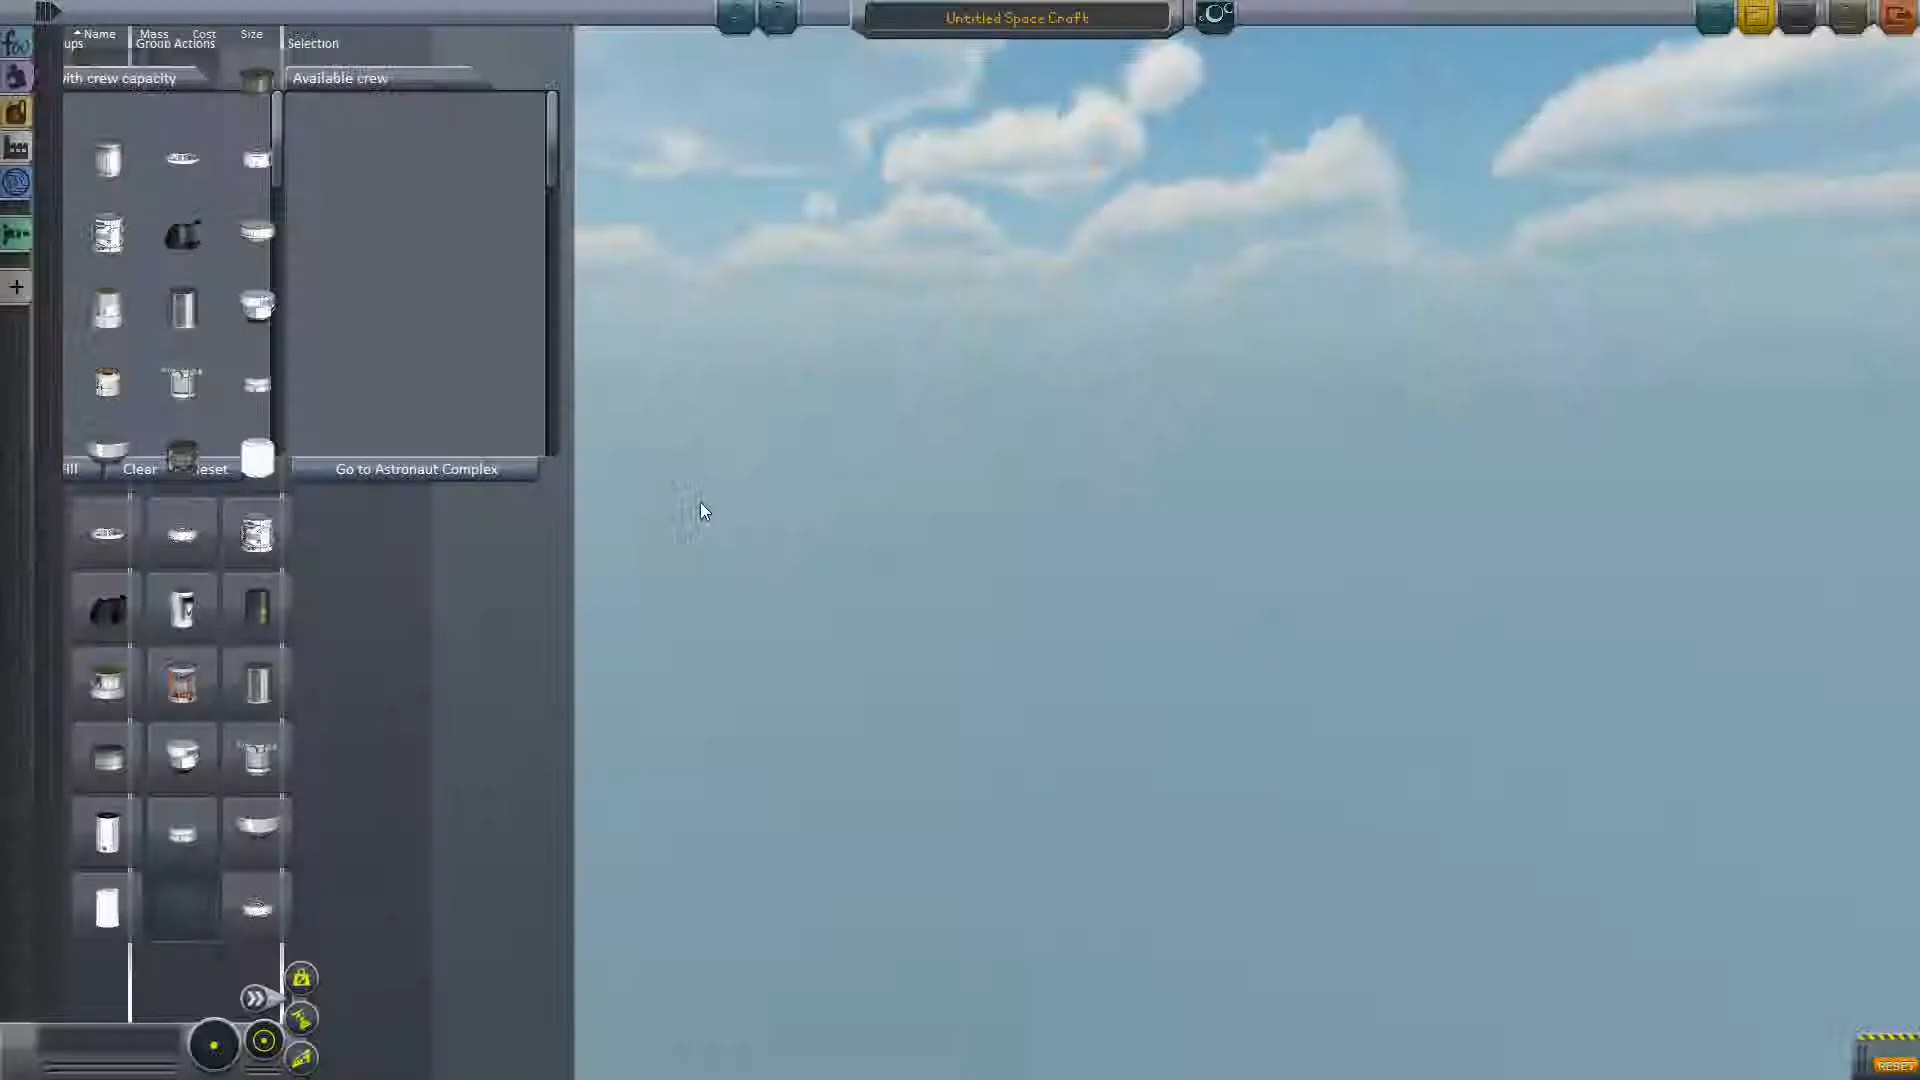 Untitled Space Craft
Name Mass Cost Size
ups Group Actions Selection
ith crew capacity Available crew
ill Clear eset Go to Astronaut Complex
RESET